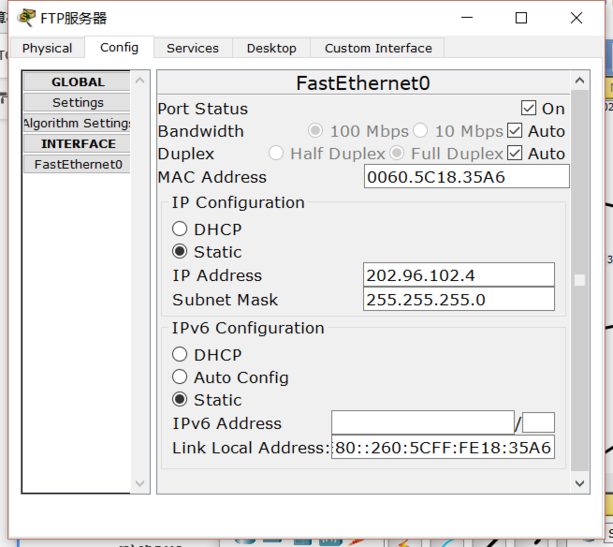 FTP服务器
Physical Config Services Desktop Custom Interface
GLOBAL
Settings
Algorithm Settings
INTERFACE
FastEthernet0
FastEthernet0
Port Status On
Bandwidth 100 Mbps 10 Mbps Auto
Duplex Half Duplex Full Duplex Auto
MAC Address 0060.5C18.35A6
IP Configuration
DHCP
Static
IP Address 202.96.102.4
Subnet Mask 255.255.255.0
IPv6 Configuration
DHCP
Auto Config
Static
IPv6 Address /
Link Local Address: E80::260:5CFF:FE18:35A6